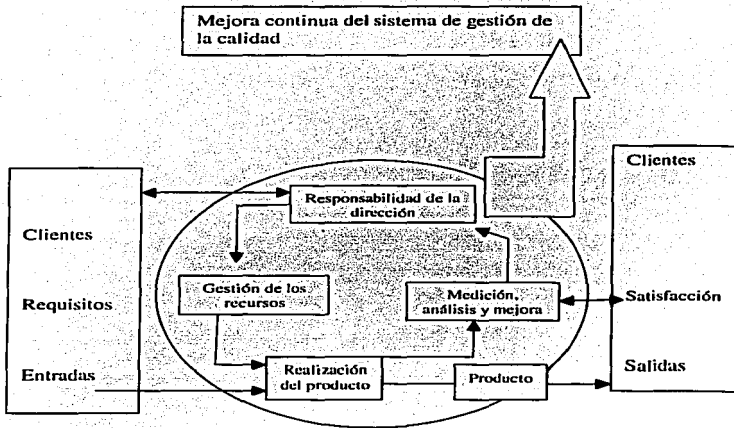 Mejora continua del sistema de gestión de
la calidad
Clientes
Requisitos
Entradas
Responsabilidad de la
dirección
Gestión de los
recursos
Medición,
análisis y mejora
Realización
del producto
Producto
Clientes
Satisfacción
Salidas